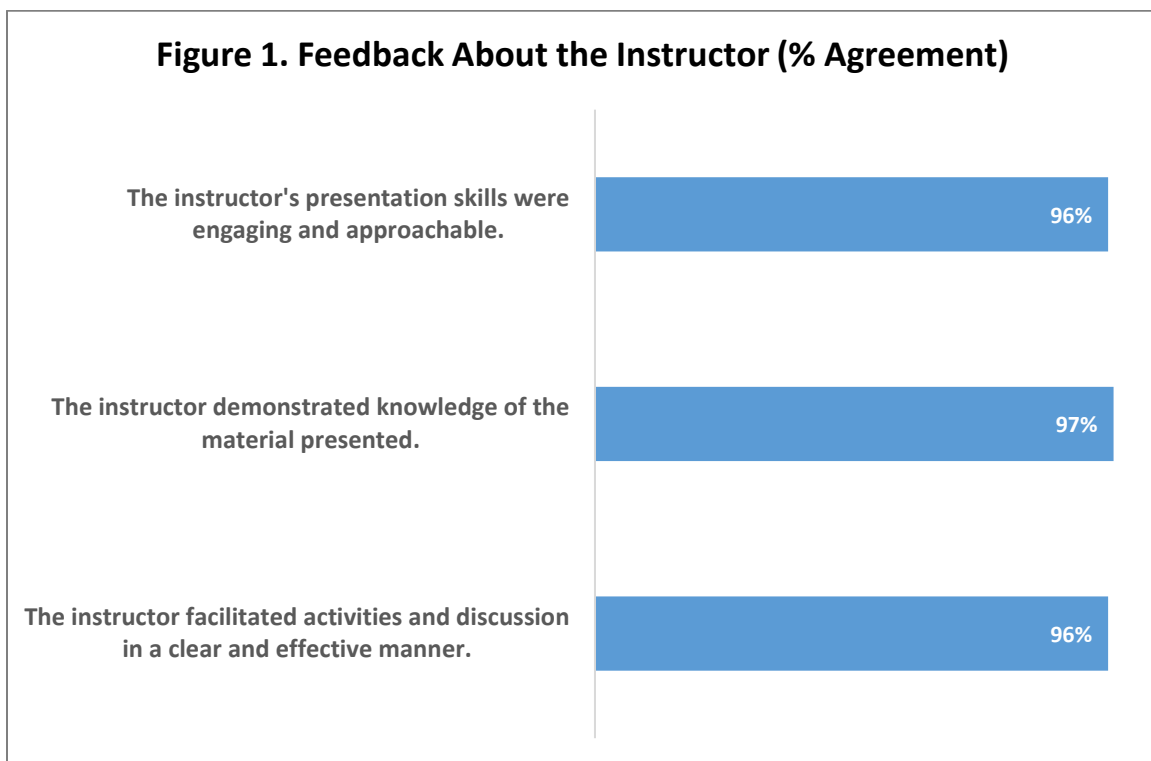 Figure 1. Feedback About the Instructor (% Agreement)
The instructor's presentation skills were
engaging and approachable.
96%
The instructor demonstrated knowledge of the
material presented.
97%
The instructor facilitated activities and discussion
in a clear and effective manner.
96%